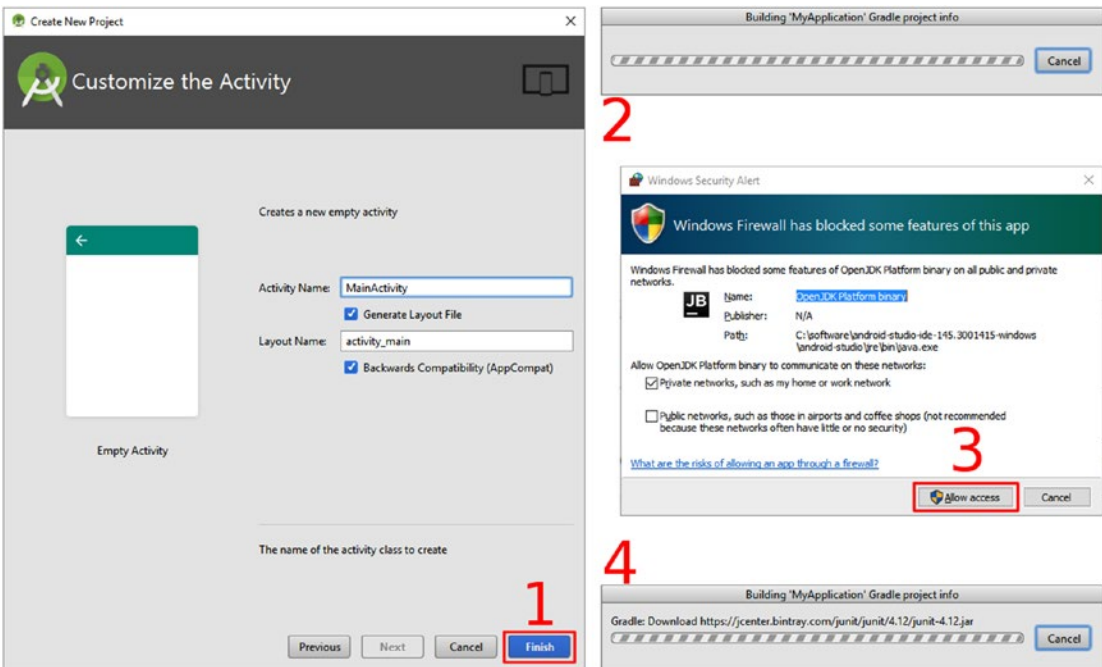 Create New Project
Customize the Activity
Creates a new empty activity
Activity Name: MainActivity
Generate Layout File
Layout Name: activity_main
Backwards Compatibility (AppCompat)
Empty Activity
The name of the activity class to create
1
Previous Next Cancel Finish
Building 'MyApplication' Gradle project info
Cancel
2
Windows Security Alert
Windows Firewall has blocked some features of this app
Windows Firewall has blocked some features of OpenJDK Platform binary on all public and private
networks.
JB
Name: OpenJDK Platform binary
Publisher: N/A
Path: C:\software\android-studio-ide-145.3001415-windows
\android-studio\jre\bin\java.exe
Allow OpenJDK Platform binary to communicate on these networks:
Private networks, such as my home or work network
Public networks, such as those in airports and coffee shops (not recommended
because these networks often have little or no security)
What are the risks of allowing an app through a firewall?
3
Allow access Cancel
4
Building 'MyApplication' Gradle project info
Gradle: Download https://jcenter.bintray.com/junit/junit/4.12/junit-4.12.jar
Cancel